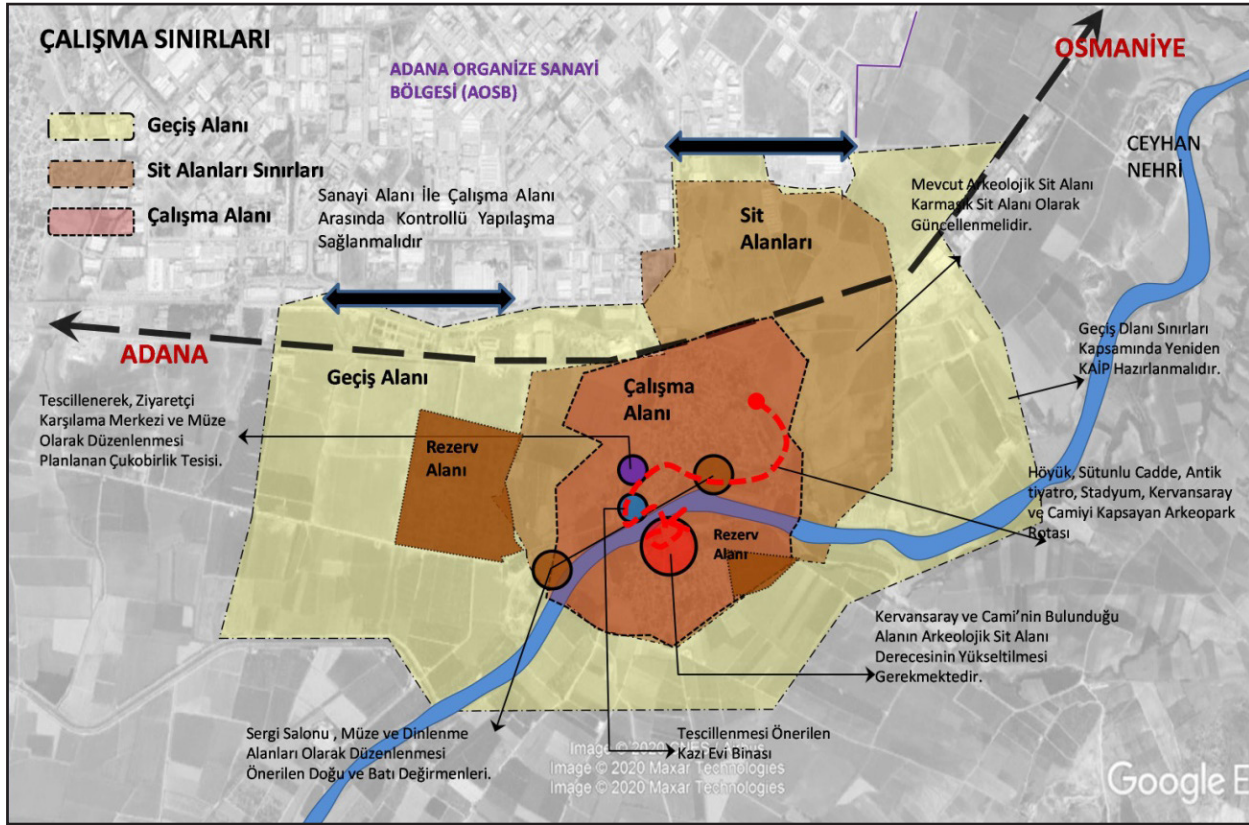 ÇALIŞMA SINIRLARI
Geçiş Alanı
Sit Alanları Sınırları
Çalışma Alanı
ADANA ORGANİZE SANAYİ
BÖLGESİ (AOSB)
OSMANİYE
CEYHAN
NEHRİ
Sanayi Alanı İle Çalışma Alanı
Arasında Kontrollü Yapılaşma
Sağlanmalıdır
Mevcut Arkeolojik Sit Alanı
Karmaşık Sit Alanı Olarak
Güncellenmelidir.
Sit
Alanları
ADANA
Geçiş Alanı
Çalışma
Alanı
Geçiş Dlanı Sınırları
Kapsamında Yeniden
KAİP Hazırlanmalıdır.
Tescillenerek, Ziyaretçi
Karşılama Merkezi ve Müze
Olarak Düzenlenmesi
Planlanan Çukobirlik Tesisi.
Rezerv
Alanı
Höyük, Sütunlu Cadde, Antik
tiyatro, Stadyum, Kervansaray
ve Camiyi Kapsayan Arkeopark
Rotası
Rezerv
Alanı
Kervansaray ve Cami’nin Bulunduğu
Alanın Arkeolojik Sit Alanı
Derecesinin Yükseltilmesi
Gerekmektedir.
Sergi Salonu , Müze ve Dinlenme
Alanları Olarak Düzenlenmesi
Önerilen Doğu ve Batı Değirmenleri.
Tescillenmesi Önerilen
Kazı Evi Binası
Image © 2020 CNES / Airbus
Image © 2020 Maxar Technologies
Image © 2020 Maxar Technologies
Google E